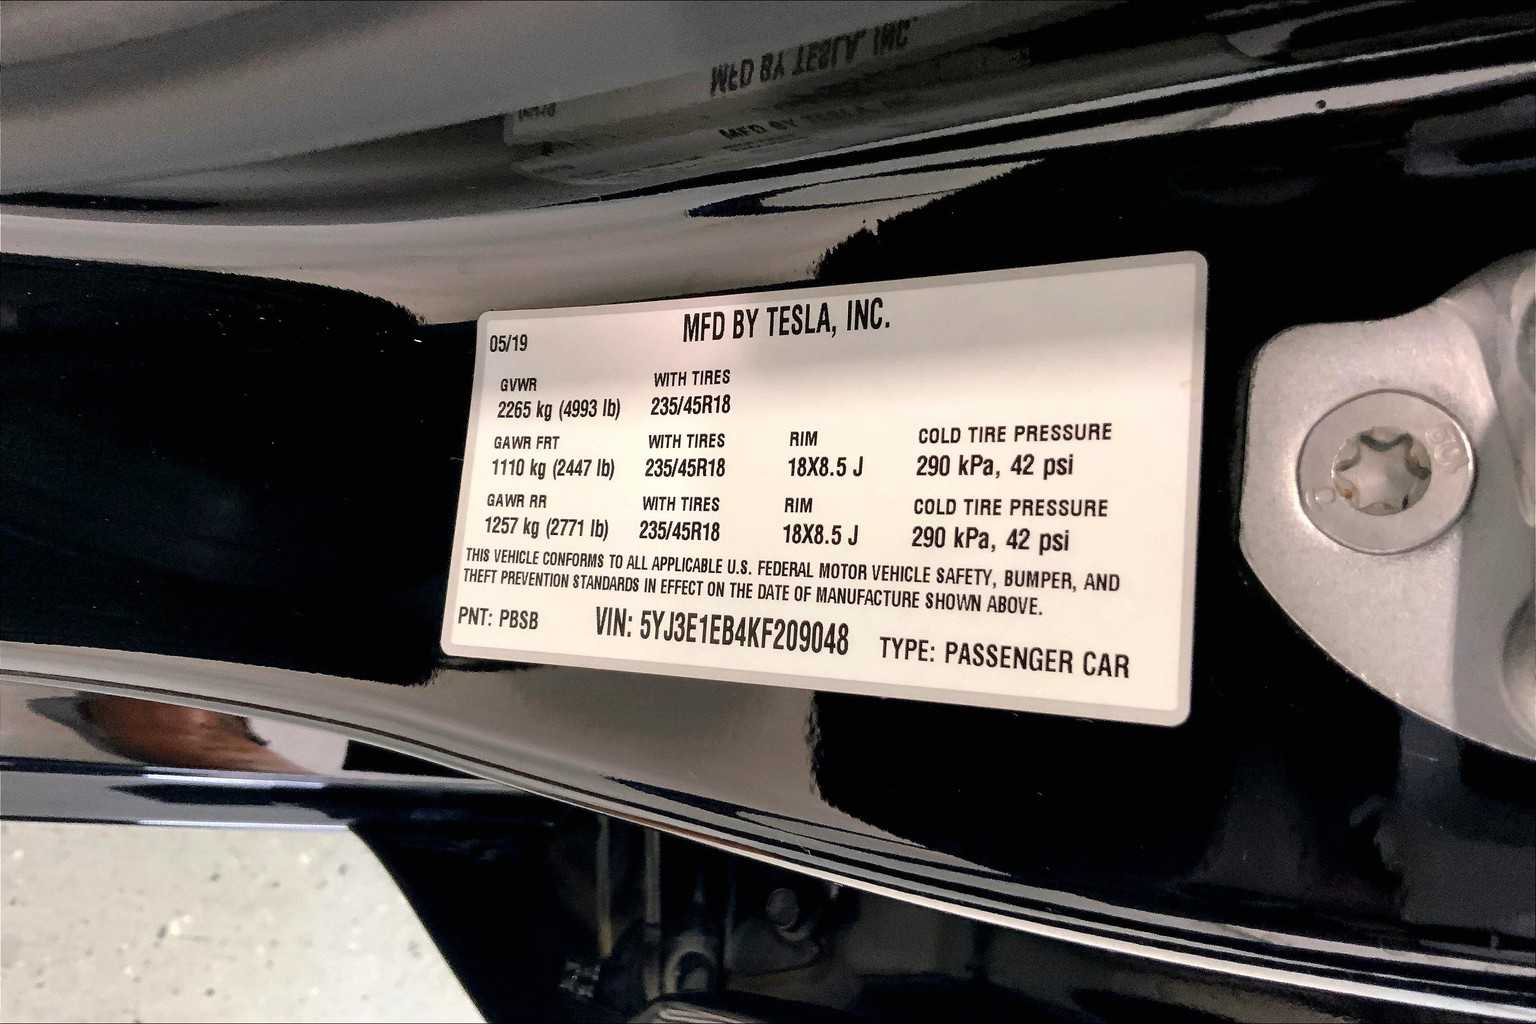 MFD BY TESLA, INC.
05/19
GVWR WITH TIRES
2265 kg (4993 lb) 235/45R18
GAWR FRT WITH TIRES RIM COLD TIRE PRESSURE
1110 kg (2447 lb) 235/45R18 18X8.5 J 290 kPa, 42 psi
GAWR RR WITH TIRES RIM COLD TIRE PRESSURE
1257 kg (2771 lb) 235/45R18 18X8.5 J 290 kPa, 42 psi
THIS VEHICLE CONFORMS TO ALL APPLICABLE U.S. FEDERAL MOTOR VEHICLE SAFETY, BUMPER, AND
THEFT PREVENTION STANDARDS IN EFFECT ON THE DATE OF MANUFACTURE SHOWN ABOVE.
PNT: PBSB VIN: 5YJ3E1EB4KF209048 TYPE: PASSENGER CAR